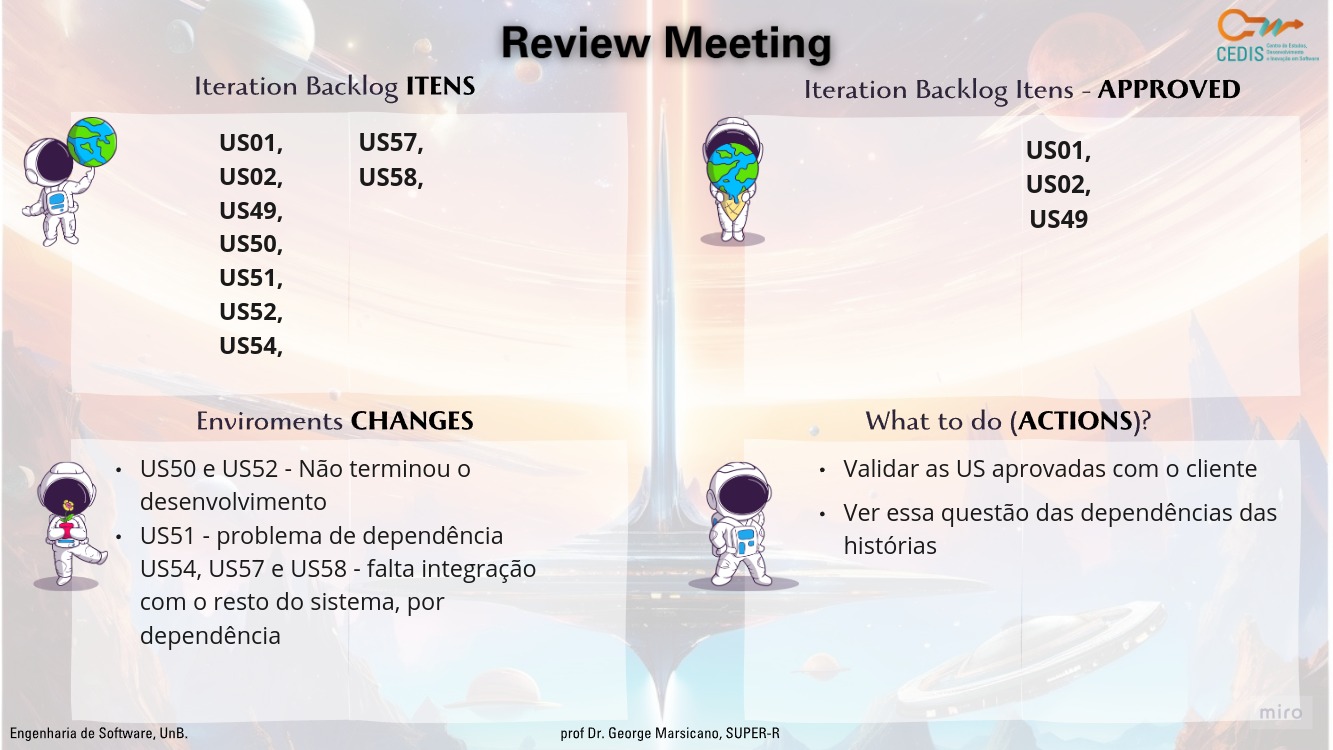 Review Meeting
CEDIS
Centro de Estudos,
Desenvolvimento
e Inovação em Software
Iteration Backlog ITENS
US01,
US02,
US49,
US50,
US51,
US52,
US54,
US57,
US58,
Iteration Backlog Itens - APPROVED
US01,
US02,
US49
Enviroments CHANGES
• US50 e US52 - Não terminou o
desenvolvimento
• US51 - problema de dependência
US54, US57 e US58 - falta integração
com o resto do sistema, por
dependência
What to do (ACTIONS)?
• Validar as US aprovadas com o cliente
• Ver essa questão das dependências das
histórias
miro
Engenharia de Software, UnB.
prof Dr. George Marsicano, SUPER-R